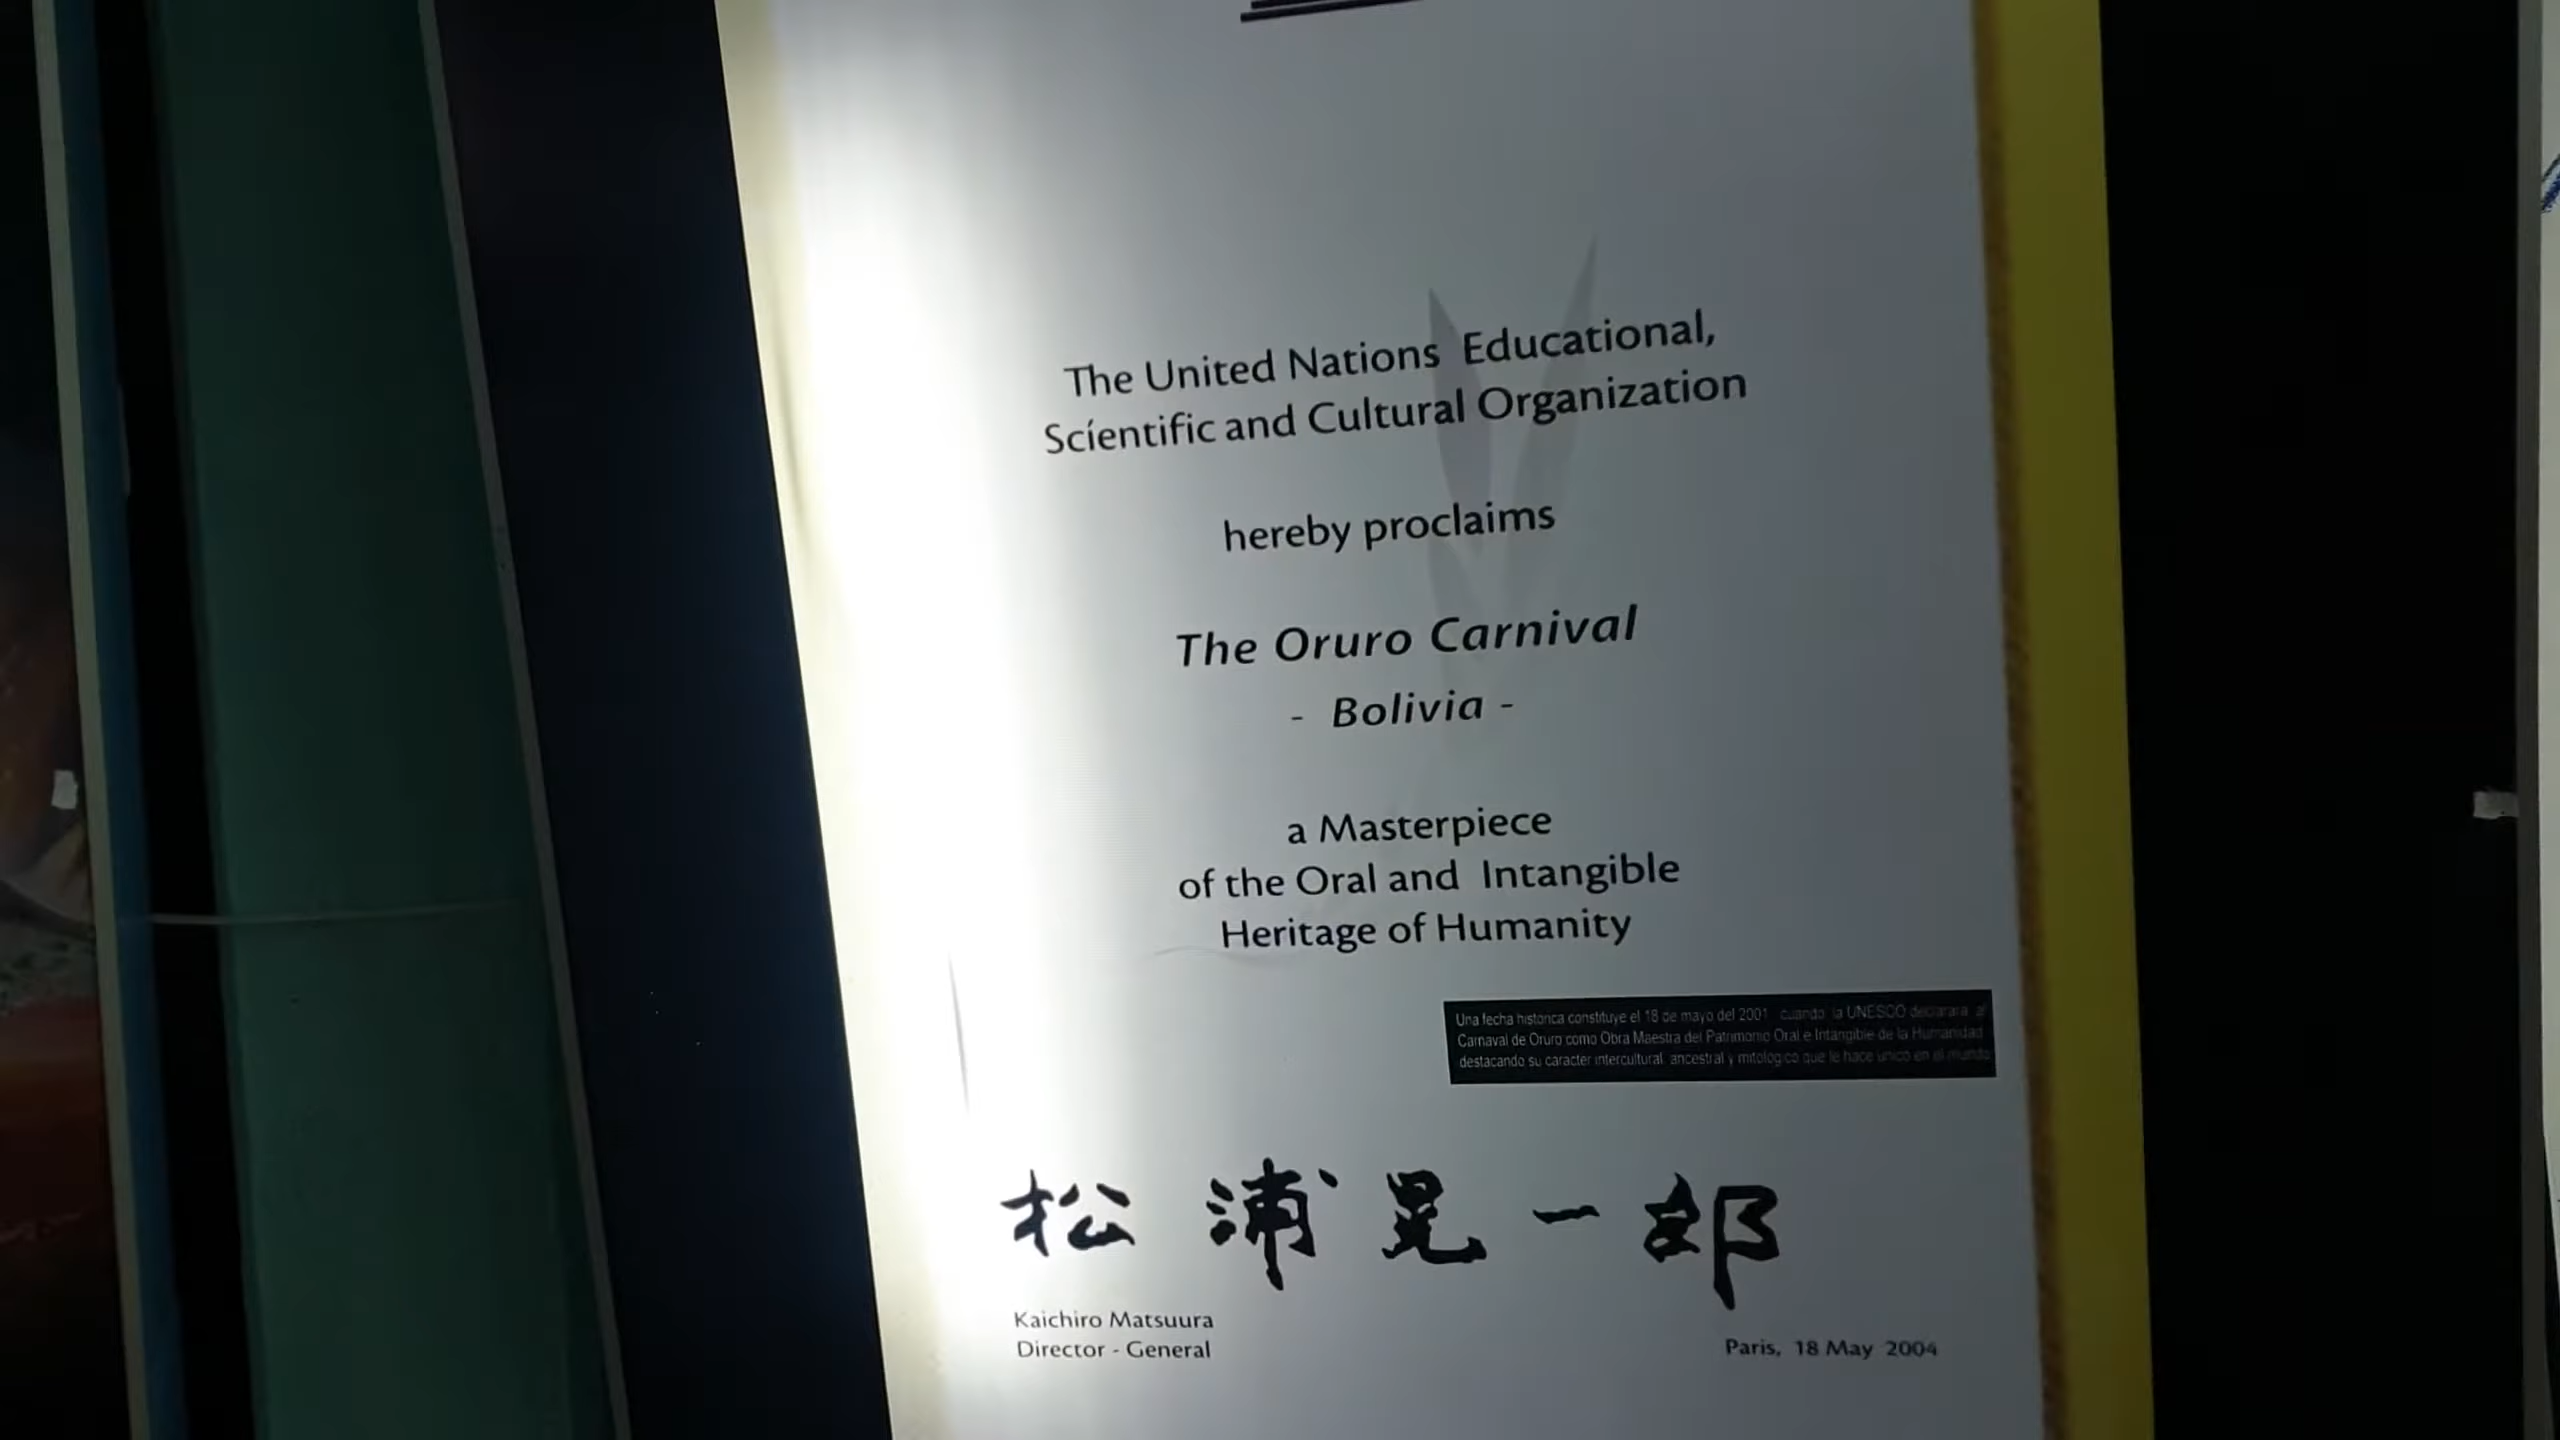 The United Nations Educational,
Scientific and Cultural Organization
hereby proclaims
The Oruro Carnival
- Bolivia -
a Masterpiece
of the Oral and Intangible
Heritage of Humanity
Una fecha historica constituye el 18 de mayo del 2001 cuando la UNESCO declarara al
Carnaval de Oruro como Obra Maestra del Patrimonio Oral e Intangible de la Humanidad
destacando su caracter intercultural, ancestral y mitologico que le hace unico en el mundo
松浦晃一郎
Kaichiro Matsuura
Director - General
Paris, 18 May 2004